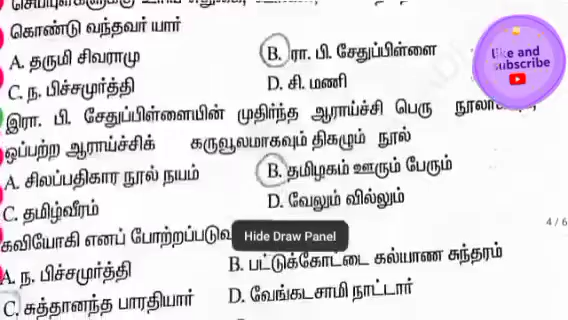 கொண்டு வந்தவர் யார்
A. தருமி சிவராமு
B. ரா. பி. சேதுப்பிள்ளை
C. ந. பிச்சமூர்த்தி
D. சி. மணி
like and subscribe
இரா. பி. சேதுப்பிள்ளையின் முதிர்ந்த ஆராய்ச்சி பெரு
ஒப்பற்ற ஆராய்ச்சிக் கருவூலமாகவும் திகழும் நூல்
A. சிலப்பதிகார நூல் நயம்
B. தமிழகம் ஊரும் பேரும்
C. தமிழ்வீரம்
D. வேலும் வில்லும்
4 / 6
Hide Draw Panel
கவியோகி எனப்
A. ந. பிச்சமுர்த்தி
B. பட்டுக்கோட்டை கல்யாண சுந்தரம்
C. சுத்தானந்த பாரதியார்
D. வேங்கடசாமி நாட்டார்